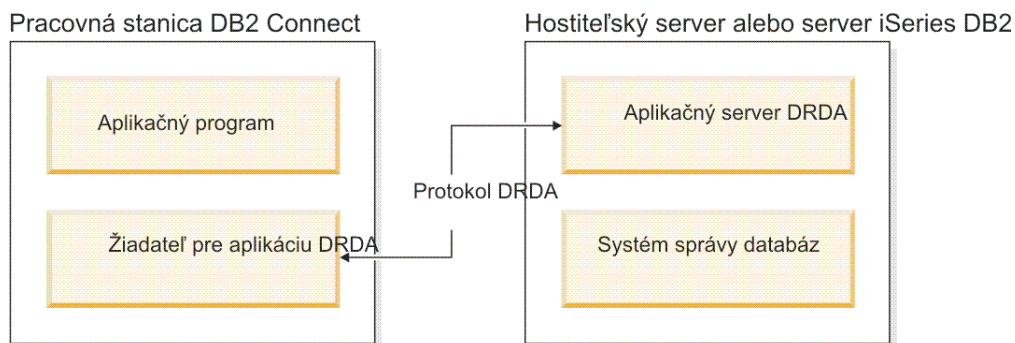 Pracovná stanica DB2 Connect
Hostiteľský server alebo server iSeries DB2
Aplikačný program
Aplikačný server DRDA
Protokol DRDA
Žiadateľ pre aplikáciu DRDA
Systém správy databáz